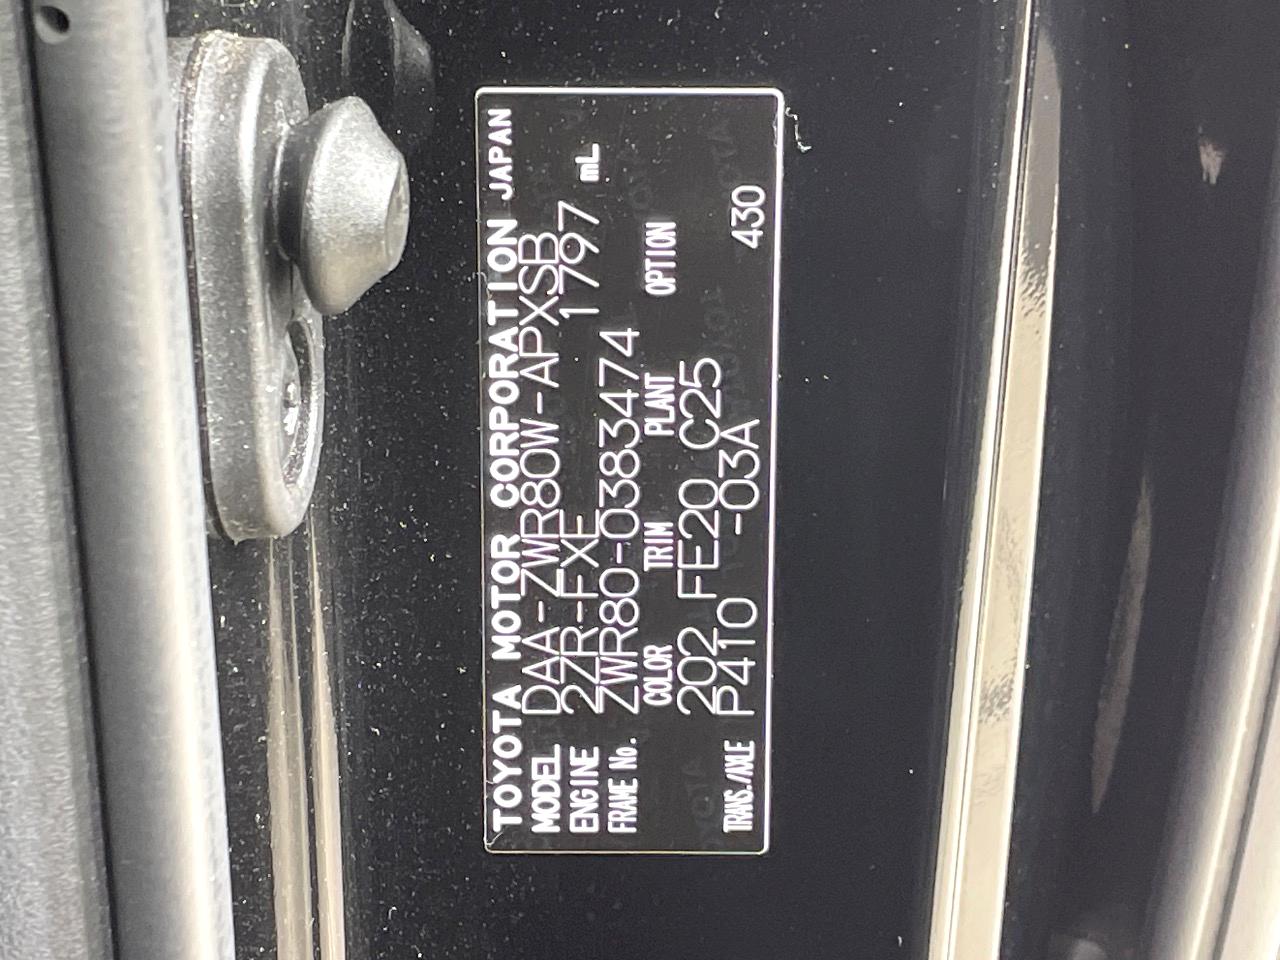 TOYOTA MOTOR CORPORATION JAPAN
MODEL DAA-ZWR80W-APXSB
ENGINE 2ZR-FXE 1797 mL
FRAME No. ZWR80-0383474
COLOR TRIM PLANT OPTION
202 FE20 C25
TRANS./AXLE P410 -03A 430